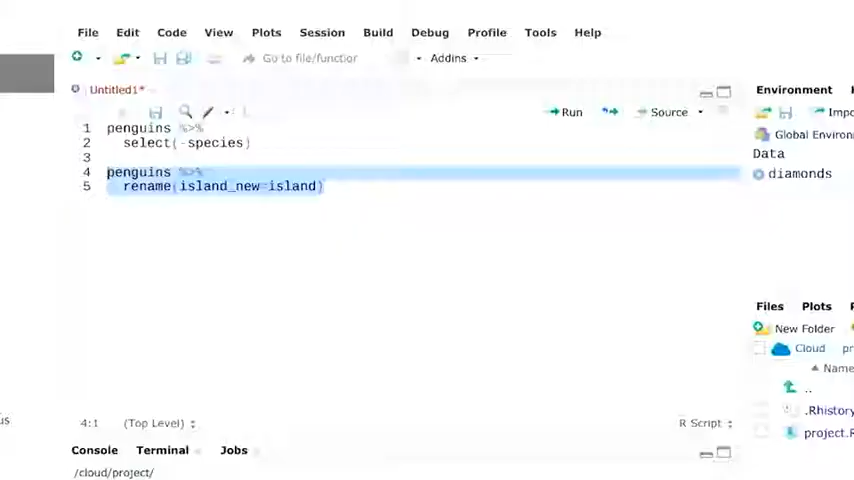 File Edit Code View Plots Session Build Debug Profile Tools Help
Go to file/function Addins
Untitled1*
Run Source
1 penguins %>%
2 select(-species)
3
4 penguins %>%
5 rename(island_new=island)
4:1 (Top Level) R Script
Console Terminal Jobs
/cloud/project/
Environment
Global Environ
Data
diamonds
Files Plots
New Folder
Cloud
Name
..
.Rhistory
project.R